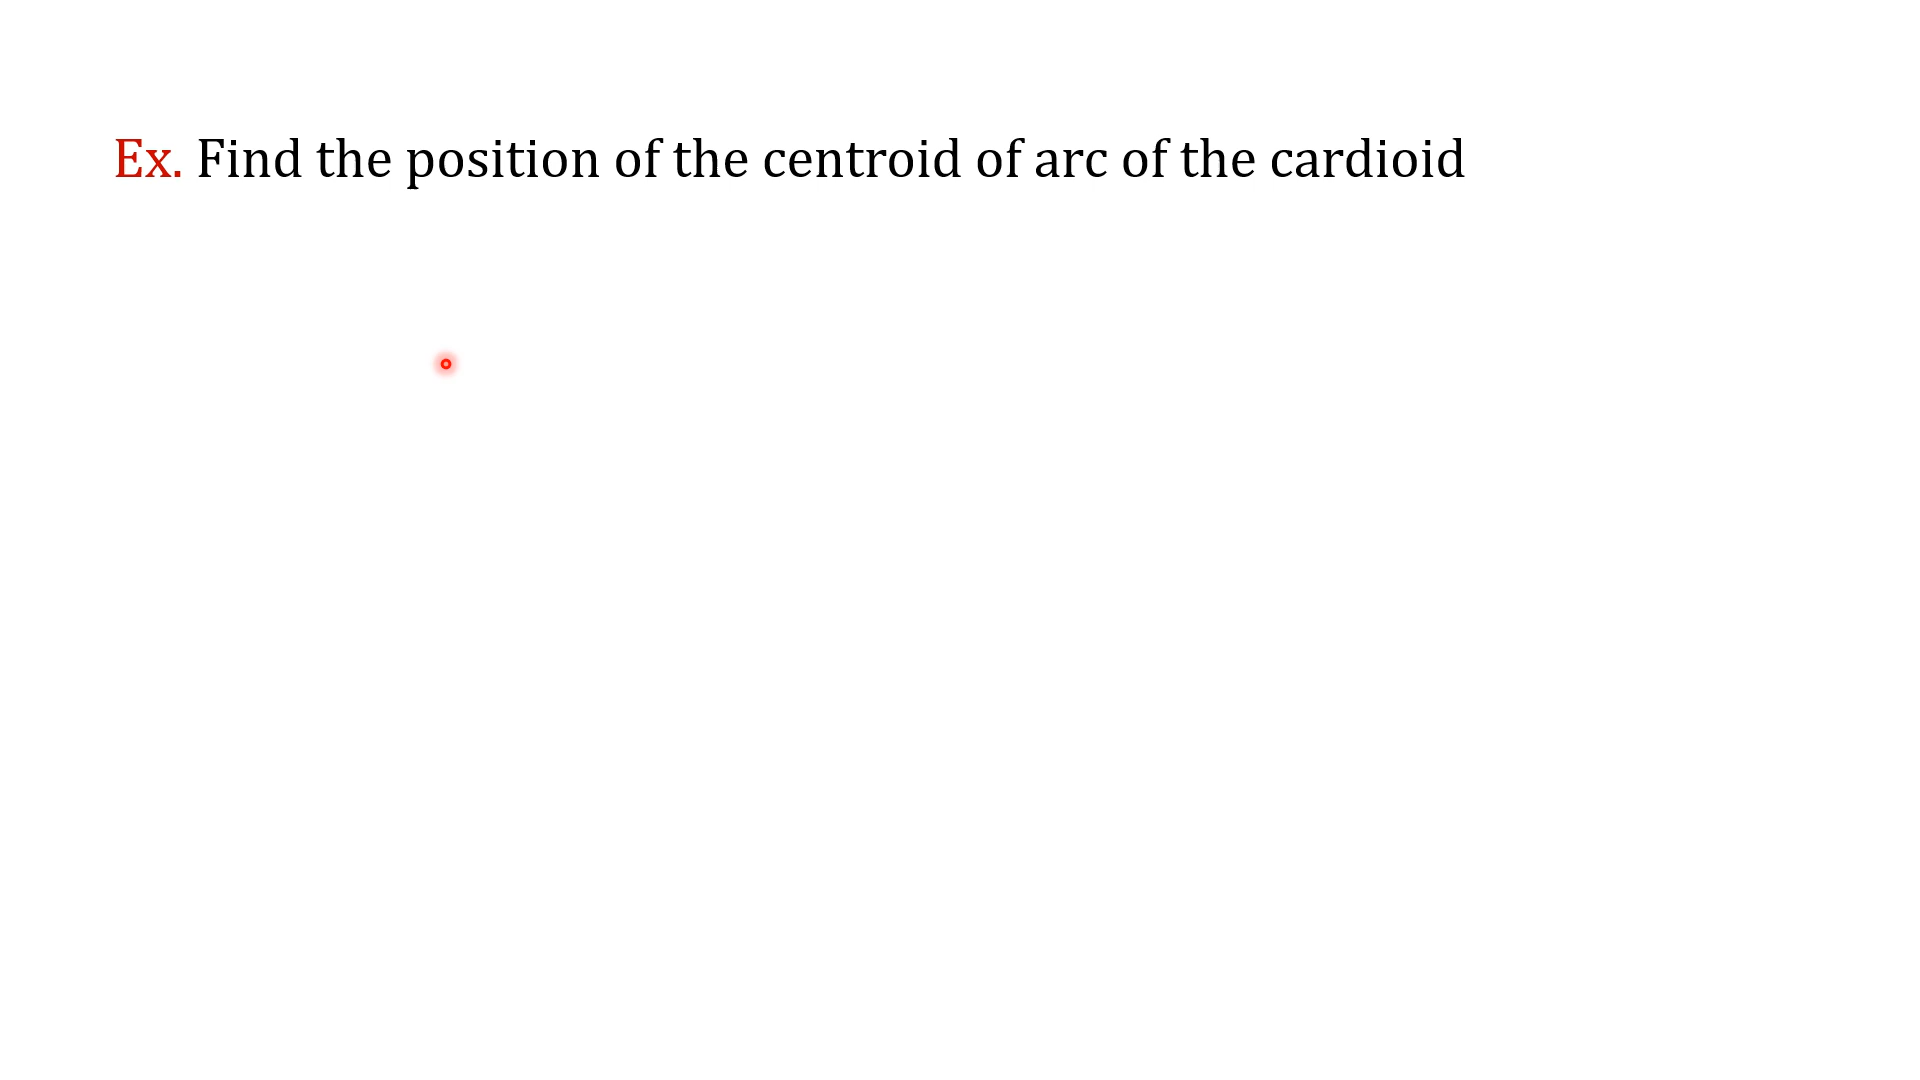 Ex. Find the position of the centroid of arc of the cardioid